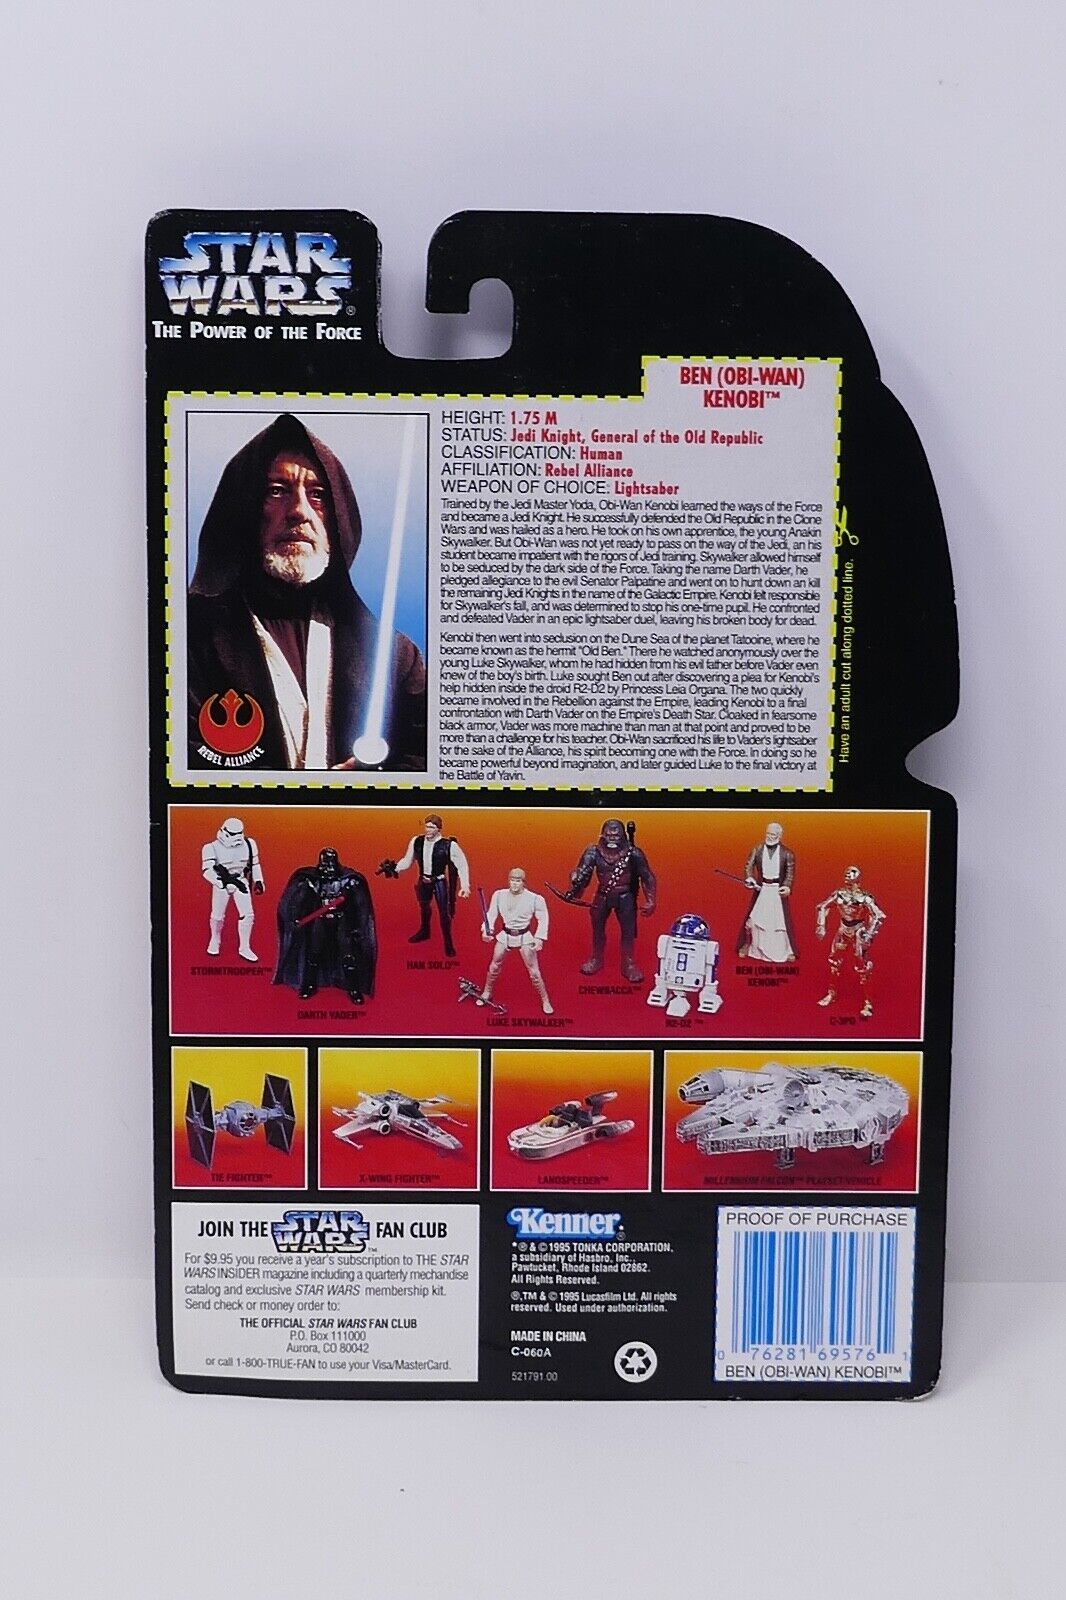 STAR
WARS®
THE POWER OF THE FORCE
BEN (OBI-WAN)
KENOBI™
HEIGHT: 1.75 M
STATUS: Jedi Knight, General of the Old Republic
CLASSIFICATION: Human
AFFILIATION: Rebel Alliance
WEAPON OF CHOICE: Lightsaber
Trained by the Jedi Master Yoda, Obi-Wan Kenobi learned the ways of the Force
and became a Jedi Knight. He successfully defended the Old Republic in the Clone
Wars and was hailed as a hero. He took on his own apprentice, the young Anakin
Skywalker. But Obi-Wan was not yet ready to pass on the way of the Jedi, an his
student became impatient with the rigors of Jedi training. Skywalker allowed himself
to be seduced by the dark side of the Force. Taking the name Darth Vader, he
pledged allegiance to the evil Senator Palpatine and went on to hunt down an kill
the remaining Jedi Knights in the name of the Galactic Empire. Kenobi felt responsible
for Skywalker's fall, and was determined to stop his one-time pupil. He confronted
and defeated Vader in an epic lightsaber duel, leaving his broken body for dead.
Kenobi then went into seclusion on the Dune Sea of the planet Tatooine, where he
became known as the hermit "Old Ben." There he watched anonymously over the
young Luke Skywalker, whom he had hidden from his evil father before Vader even
knew of the boy's birth. Luke sought Ben out after discovering a plea for Kenobi's
help hidden inside the droid R2-D2 by Princess Leia Organa. The two quickly
became involved in the Rebellion against the Empire, leading Kenobi to a final
confrontation with Darth Vader on the Empire's Death Star. Cloaked in fearsome
black armor, Vader was more machine than man at that point and proved to be
more than a challenge for his teacher. Obi-Wan sacrificed his life to Vader's lightsaber
for the sake of the Alliance, his spirit becoming one with the Force. In doing so he
became powerful beyond imagination, and later guided Luke to the final victory at
the Battle of Yavin.
REBEL ALLIANCE
Have an adult cut along dotted line.
STORMTROOPER™
DARTH VADER™
HAN SOLO™
LUKE SKYWALKER™
CHEWBACCA™
R2-D2 ™
BEN (OBI-WAN)
KENOBI™
C-3PO ™
TIE FIGHTER™
X-WING FIGHTER™
LANDSPEEDER™
MILLENNIUM FALCON™ PLAYSET/VEHICLE
JOIN THE STAR WARS™ FAN CLUB
For $9.95 you receive a year's subscription to THE STAR
WARS INSIDER magazine including a quarterly merchandise
catalog and exclusive STAR WARS membership kit.
Send check or money order to:
THE OFFICIAL STAR WARS FAN CLUB
P.O. Box 111000
Aurora, CO 80042
or call 1-800-TRUE-FAN to use your Visa/MasterCard.
Kenner®
*® & © 1995 TONKA CORPORATION,
a subsidiary of Hasbro, Inc.,
Pawtucket, Rhode Island 02862.
All Rights Reserved.
®,TM & © 1995 Lucasfilm Ltd. All rights
reserved. Used under authorization.
MADE IN CHINA
C-060A
521791.00
PROOF OF PURCHASE
0 76281 69576 1
BEN (OBI-WAN) KENOBI™